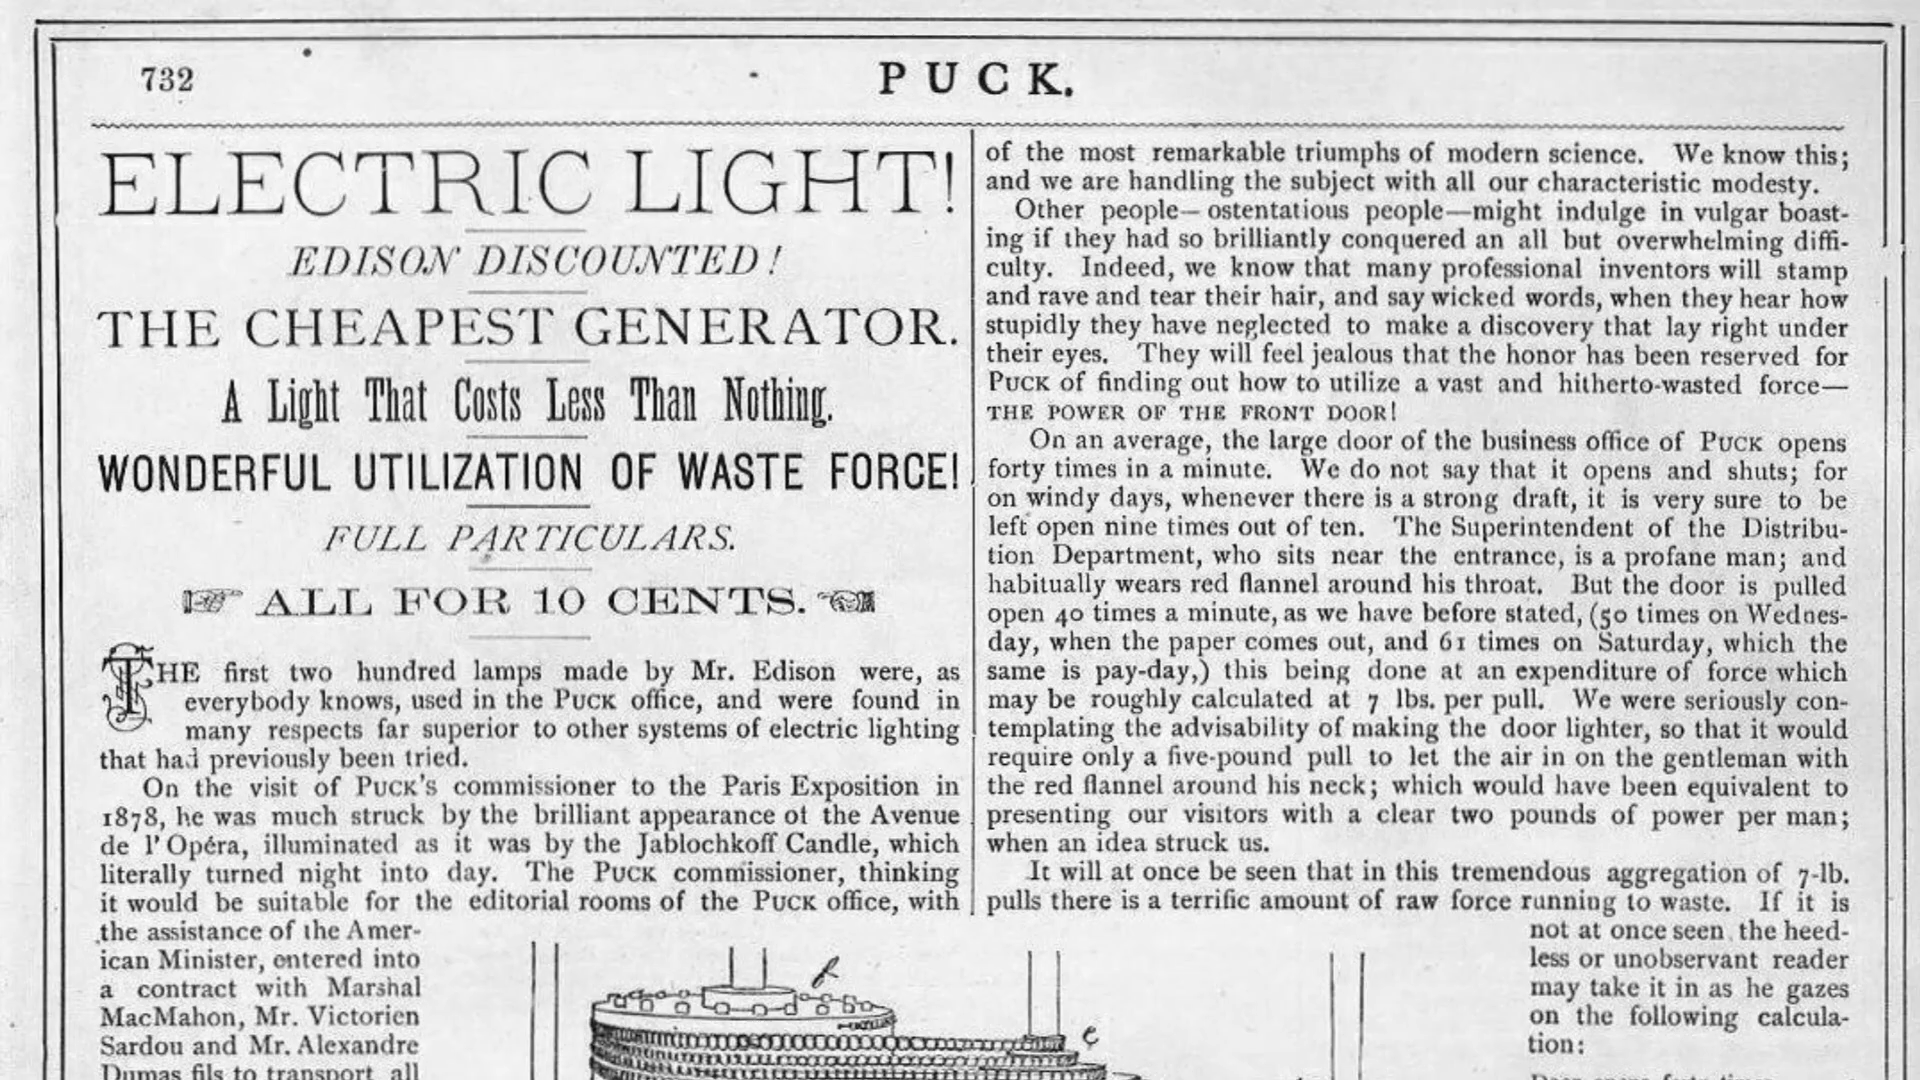 732
PUCK.
ELECTRIC LIGHT!
EDISON DISCOUNTED!
THE CHEAPEST GENERATOR.
A Light That Costs Less Than Nothing.
WONDERFUL UTILIZATION OF WASTE FORCE!
FULL PARTICULARS.
☞ ALL FOR 10 CENTS. ☜
THE first two hundred lamps made by Mr. Edison were, as
everybody knows, used in the PUCK office, and were found in
many respects far superior to other systems of electric lighting
that had previously been tried.
On the visit of PUCK'S commissioner to the Paris Exposition in
1878, he was much struck by the brilliant appearance of the Avenue
de l'Opéra, illuminated as it was by the Jablochkoff Candle, which
literally turned night into day. The PUCK commissioner, thinking
it would be suitable for the editorial rooms of the PUCK office, with
the assistance of the Amer-
ican Minister, entered into
a contract with Marshal
MacMahon, Mr. Victorien
Sardou and Mr. Alexandre
Dumas fils to transport all
of the most remarkable triumphs of modern science. We know this;
and we are handling the subject with all our characteristic modesty.
Other people—ostentatious people—might indulge in vulgar boast-
ing if they had so brilliantly conquered an all but overwhelming diffi-
culty. Indeed, we know that many professional inventors will stamp
and rave and tear their hair, and say wicked words, when they hear how
stupidly they have neglected to make a discovery that lay right under
their eyes. They will feel jealous that the honor has been reserved for
PUCK of finding out how to utilize a vast and hitherto-wasted force—
THE POWER OF THE FRONT DOOR!
On an average, the large door of the business office of PUCK opens
forty times in a minute. We do not say that it opens and shuts; for
on windy days, whenever there is a strong draft, it is very sure to be
left open nine times out of ten. The Superintendent of the Distribu-
tion Department, who sits near the entrance, is a profane man; and
habitually wears red flannel around his throat. But the door is pulled
open 40 times a minute, as we have before stated, (50 times on Wednes-
day, when the paper comes out, and 61 times on Saturday, which the
same is pay-day,) this being done at an expenditure of force which
may be roughly calculated at 7 lbs. per pull. We were seriously con-
templating the advisability of making the door lighter, so that it would
require only a five-pound pull to let the air in on the gentleman with
the red flannel around his neck; which would have been equivalent to
presenting our visitors with a clear two pounds of power per man;
when an idea struck us.
It will at once be seen that in this tremendous aggregation of 7-lb.
pulls there is a terrific amount of raw force running to waste. If it is
not at once seen the heed-
less or unobservant reader
may take it in as he gazes
on the following calcula-
tion:
f
e